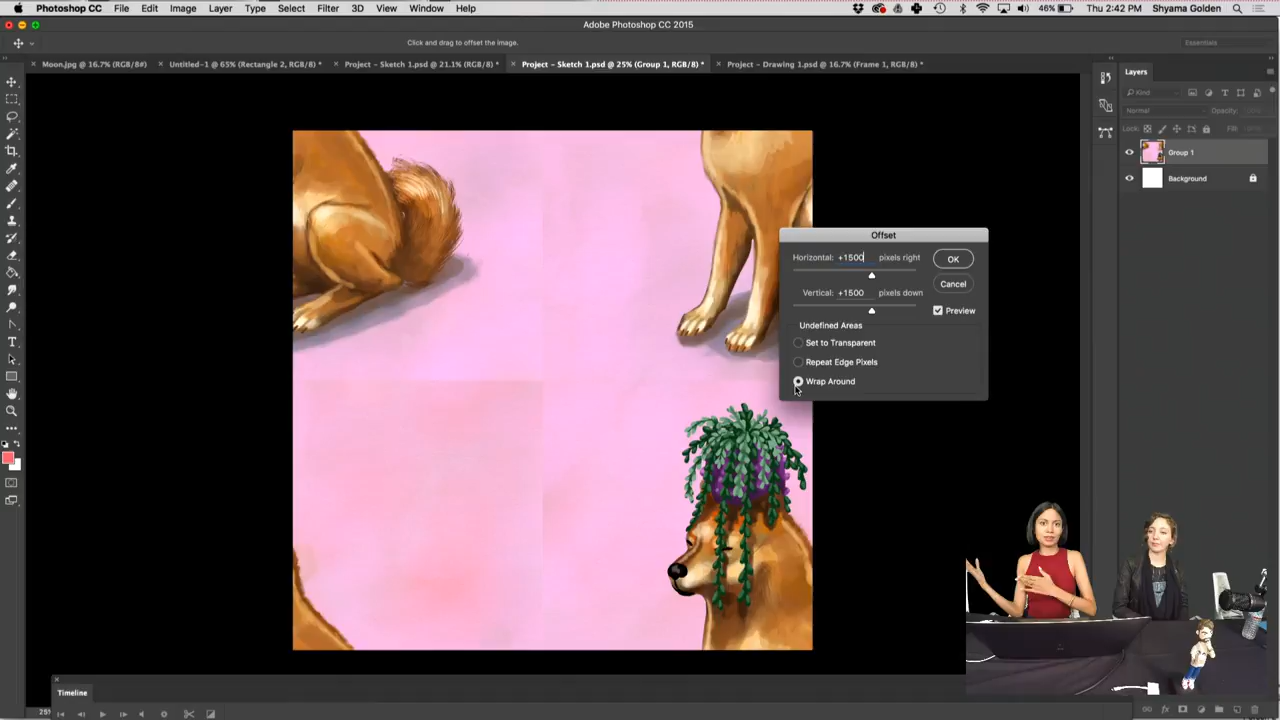 Photoshop CC File Edit Image Layer Type Select Filter 3D View Window Help 46% Thu 2:42 PM Shyama Golden
Adobe Photoshop CC 2015
Click and drag to offset the image. Essentials
Moon.jpg @ 16.7% (RGB/8#) Untitled-1 @ 65% (Rectangle 2, RGB/8) * Project – Sketch 1.psd @ 21.1% (RGB/8) * Project – Sketch 1.psd @ 25% (Group 1, RGB/8) * Project – Drawing 1.psd @ 16.7% (Frame 1, RGB/8) *
Layers
Kind
Normal Opacity:
Lock: Fill:
Group 1
Background
Offset
Horizontal: +1500 pixels right OK
Cancel
Vertical: +1500 pixels down
Preview
Undefined Areas
Set to Transparent
Repeat Edge Pixels
Wrap Around
Timeline